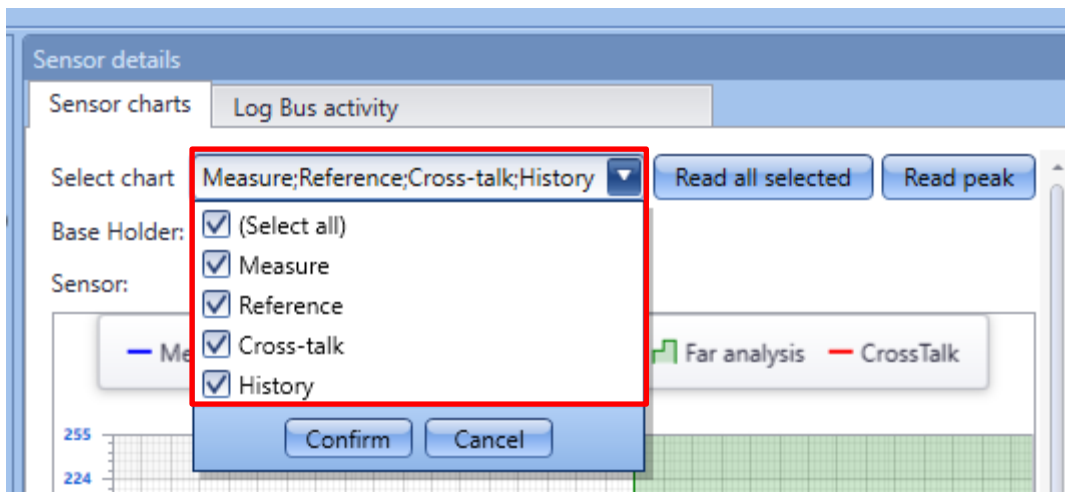 Sensor details
Sensor charts Log Bus activity
Select chart Measure;Reference;Cross-talk;History Read all selected Read peak
Base Holder: (Select all)
Measure
Sensor:
Reference
Cross-talk
Far analysis CrossTalk
History
Confirm Cancel
255
224